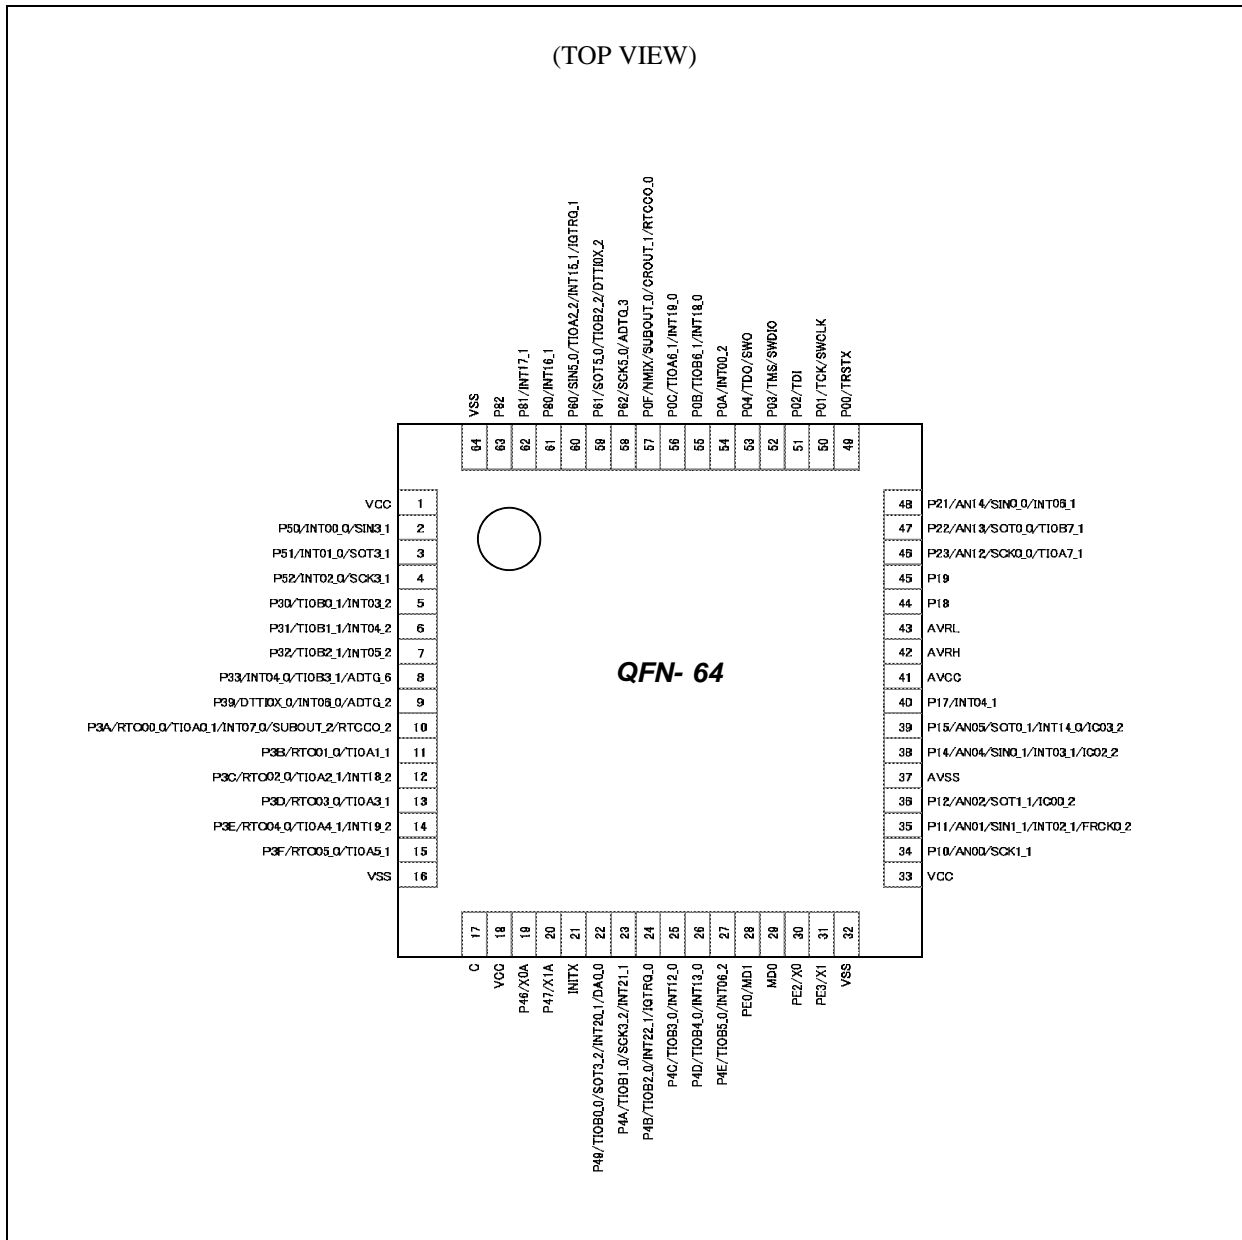 (TOP VIEW)
VSS
P82
P81/INT17_1
P80/INT16_1
P60/SIN5_0/TIOA2_2/INT15_1/IGTRG_1
P61/SOT5_0/TIOB2_2/DTTI0X_2
P62/SCK5_0/ADTG_3
P0F/NMIX/SUBOUT_0/CROUT_1/RTCCO_0
P0C/TIOA6_1/INT19_0
P0B/TIOB6_1/INT18_0
P0A/INT00_2
P04/TDO/SWO
P03/TMS/SWDIO
P02/TDI
P01/TCK/SWCLK
P00/TRSTX
64 63 62 61 60 59 58 57 56 55 54 53 52 51 50 49
VCC 1
P50/INT00_0/SIN3_1 2
P51/INT01_0/SOT3_1 3
P52/INT02_0/SCK3_1 4
P30/TIOB0_1/INT03_2 5
P31/TIOB1_1/INT04_2 6
P32/TIOB2_1/INT05_2 7
P33/INT04_0/TIOB3_1/ADTG_6 8
P39/DTTI0X_0/INT06_0/ADTG_2 9
P3A/RTO00_0/TIOA0_1/INT07_0/SUBOUT_2/RTCCO_2 10
P3B/RTO01_0/TIOA1_1 11
P3C/RTO02_0/TIOA2_1/INT18_2 12
P3D/RTO03_0/TIOA3_1 13
P3E/RTO04_0/TIOA4_1/INT19_2 14
P3F/RTO05_0/TIOA5_1 15
VSS 16
QFN- 64
48 P21/AN14/SIN0_0/INT06_1
47 P22/AN13/SOT0_0/TIOB7_1
46 P23/AN12/SCK0_0/TIOA7_1
45 P19
44 P18
43 AVRL
42 AVRH
41 AVCC
40 P17/INT04_1
39 P15/AN05/SOT0_1/INT14_0/IC03_2
38 P14/AN04/SIN0_1/INT03_1/IC02_2
37 AVSS
36 P12/AN02/SOT1_1/IC00_2
35 P11/AN01/SIN1_1/INT02_1/FRCK0_2
34 P10/AN00/SCK1_1
33 VCC
17 18 19 20 21 22 23 24 25 26 27 28 29 30 31 32
C
VCC
P46/X0A
P47/X1A
INITX
P49/TIOB0_0/SOT3_2/INT20_1/DA0_0
P4A/TIOB1_0/SCK3_2/INT21_1
P4B/TIOB2_0/INT22_1/IGTRG_0
P4C/TIOB3_0/INT12_0
P4D/TIOB4_0/INT13_0
P4E/TIOB5_0/INT06_2
PE0/MD1
MD0
PE2/X0
PE3/X1
VSS